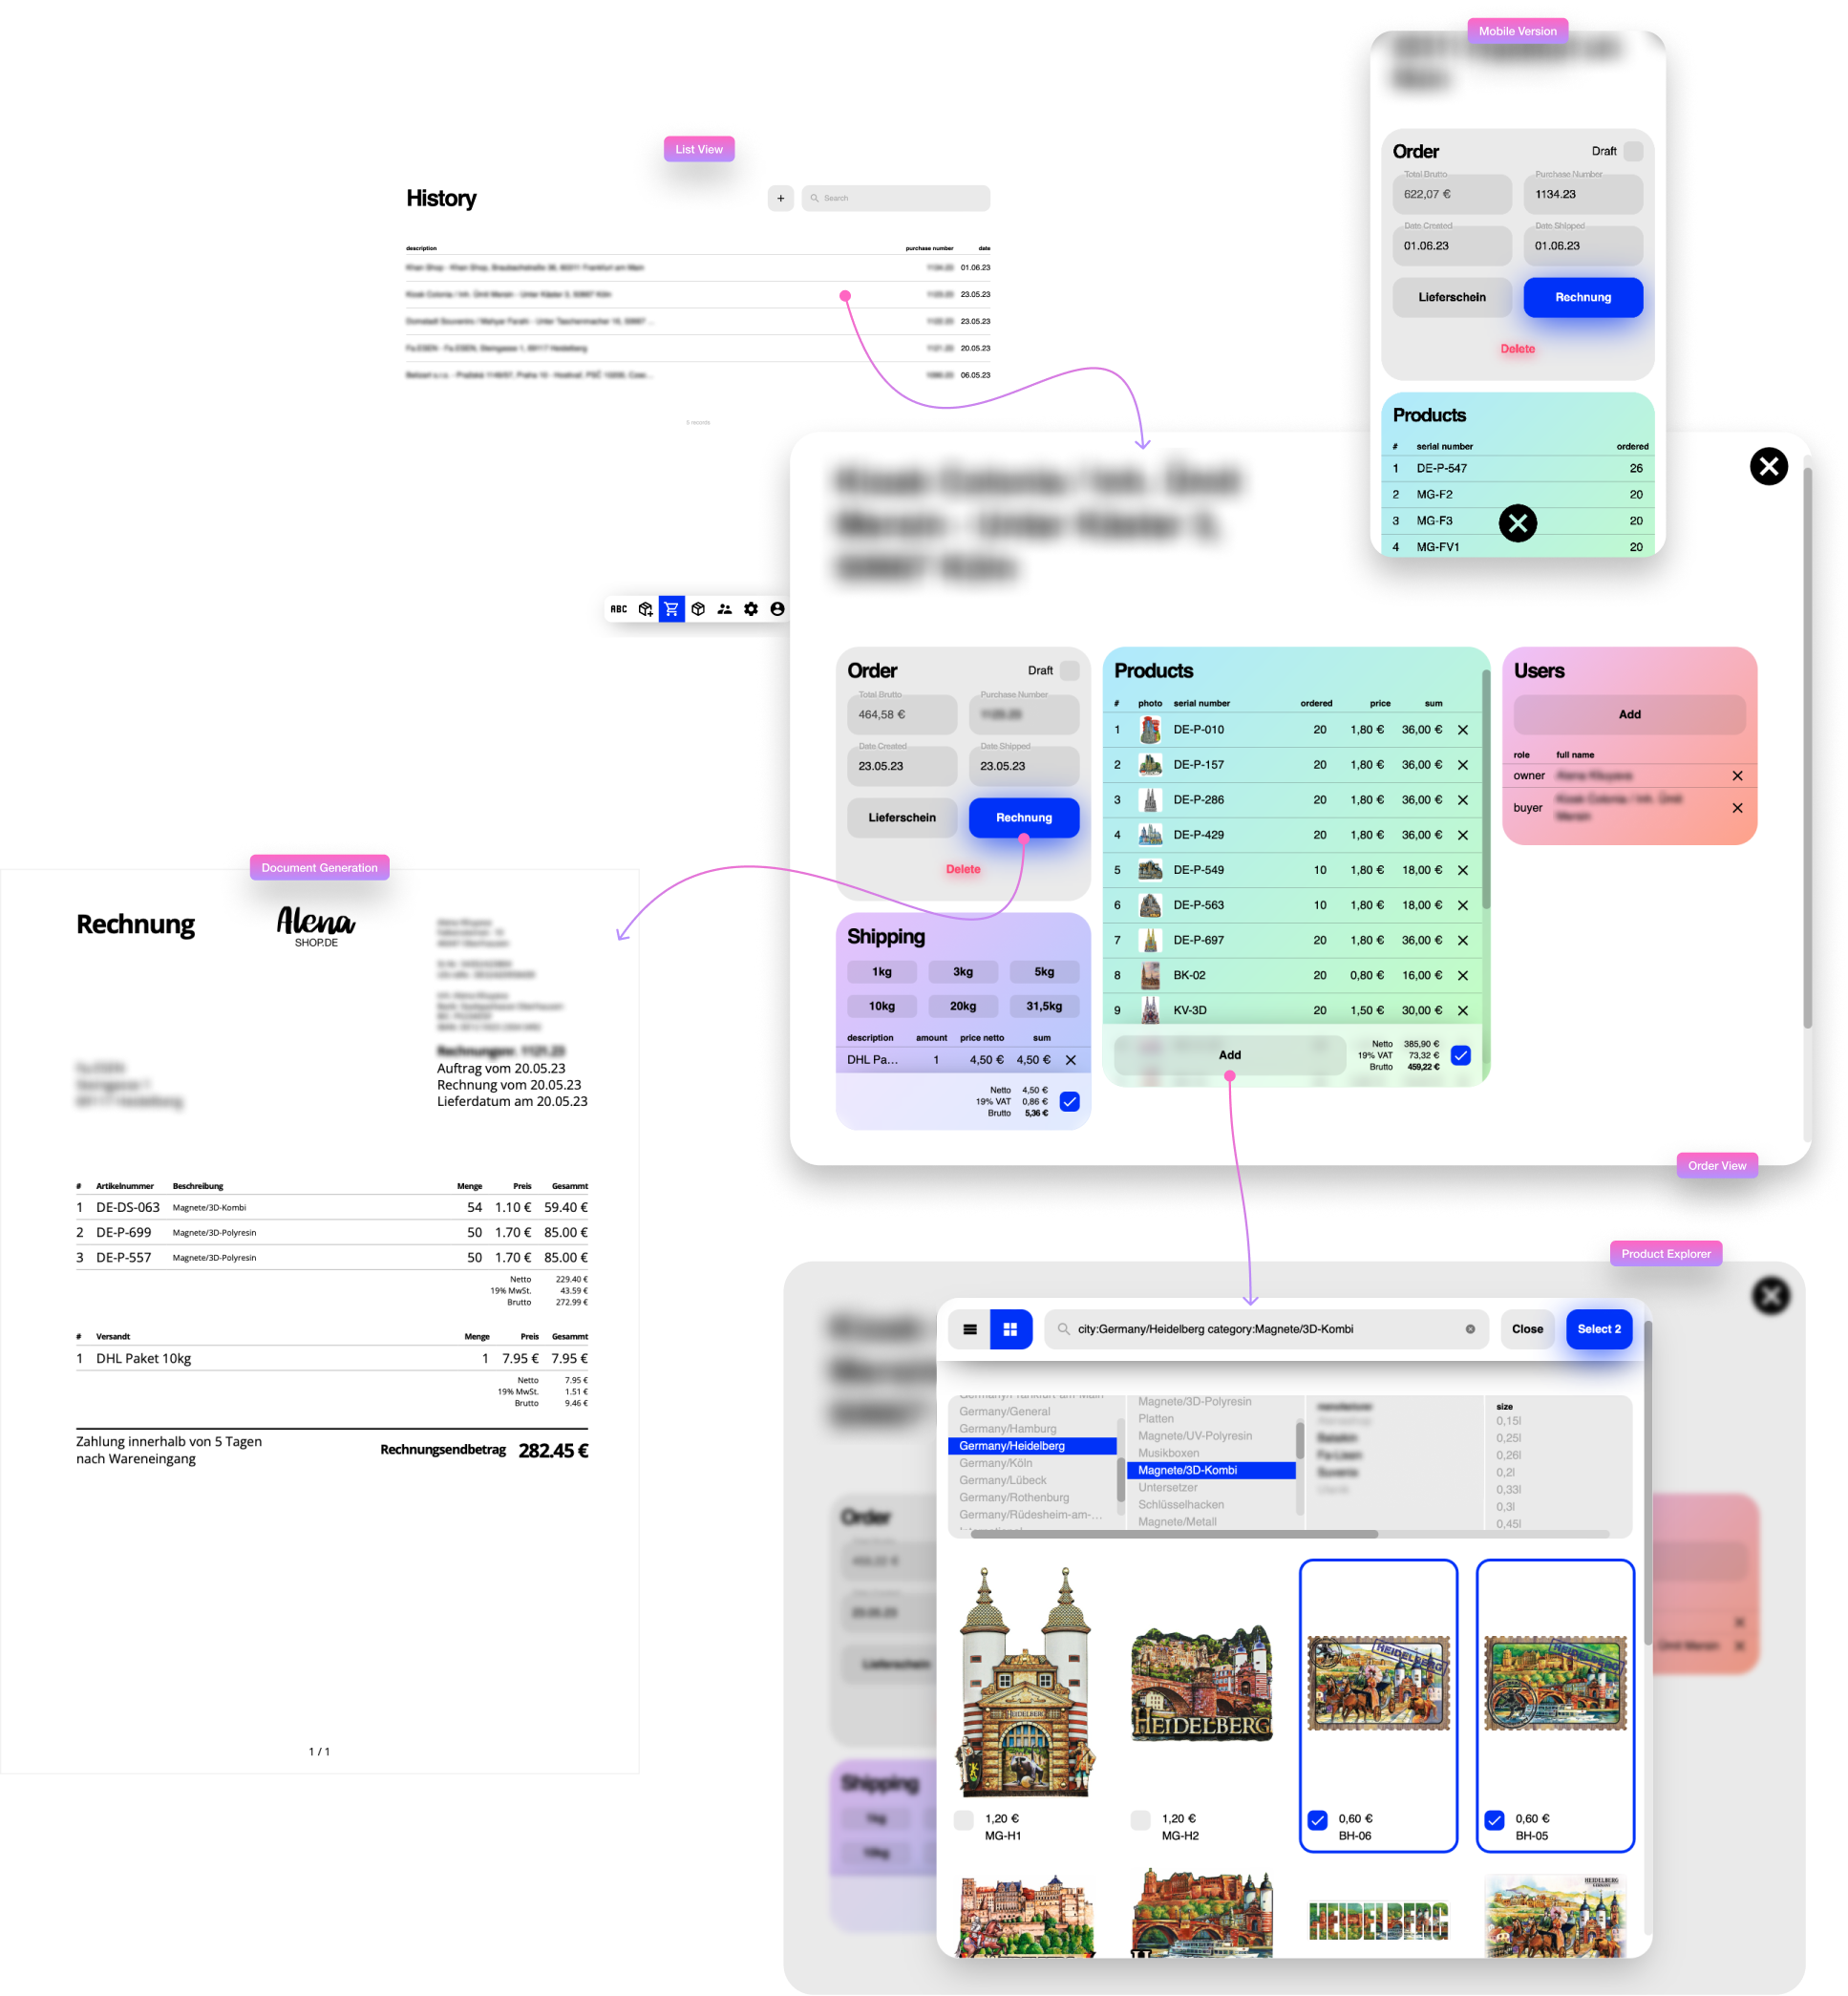 Mobile Version
Order
Draft
Total Brutto
Purchase Number
622,07 €
1134.23
Date Created
Date Shipped
01.06.23
01.06.23
Lieferschein
Rechnung
Delete
Products
# serial number ordered
1 DE-P-547 26
2 MG-F2 20
3 MG-F3 20
4 MG-FV1 20
List View
History
+
Search
description purchase number date
01.06.23
23.05.23
23.05.23
20.05.23
06.05.23
5 records
ABC
Order
Draft
Total Brutto
Purchase Number
464,58 €
Date Created
Date Shipped
23.05.23
23.05.23
Lieferschein
Rechnung
Delete
Shipping
1kg 3kg 5kg
10kg 20kg 31,5kg
description amount price netto sum
DHL Pa... 1 4,50 € 4,50 €
Netto 4,50 €
19% VAT 0,86 €
Brutto 5,36 €
Products
# photo serial number ordered price sum
1 DE-P-010 20 1,80 € 36,00 €
2 DE-P-157 20 1,80 € 36,00 €
3 DE-P-286 20 1,80 € 36,00 €
4 DE-P-429 20 1,80 € 36,00 €
5 DE-P-549 10 1,80 € 18,00 €
6 DE-P-563 10 1,80 € 18,00 €
7 DE-P-697 20 1,80 € 36,00 €
8 BK-02 20 0,80 € 16,00 €
9 KV-3D 20 1,50 € 30,00 €
Add
Netto 385,90 €
19% VAT 73,32 €
Brutto 459,22 €
Users
Add
role full name
owner
buyer
Order View
Document Generation
Rechnung
Alena
SHOP.DE
Auftrag vom 20.05.23
Rechnung vom 20.05.23
Lieferdatum am 20.05.23
# Artikelnummer Beschreibung Menge Preis Gesammt
1 DE-DS-063 Magnete/3D-Kombi 54 1.10 € 59.40 €
2 DE-P-699 Magnete/3D-Polyresin 50 1.70 € 85.00 €
3 DE-P-557 Magnete/3D-Polyresin 50 1.70 € 85.00 €
Netto 229.40 €
19% MwSt. 43.59 €
Brutto 272.99 €
# Versandt Menge Preis Gesammt
1 DHL Paket 10kg 1 7.95 € 7.95 €
Netto 7.95 €
19% MwSt. 1.51 €
Brutto 9.46 €
Zahlung innerhalb von 5 Tagen
nach Wareneingang
Rechnungsendbetrag 282.45 €
1 / 1
Product Explorer
city:Germany/Heidelberg category:Magnete/3D-Kombi
Close
Select 2
Germany/Frankfurt am Main
Germany/General
Germany/Hamburg
Germany/Heidelberg
Germany/Köln
Germany/Lübeck
Germany/Rothenburg
Germany/Rüdesheim-am-...
International
Magnete/3D-Polyresin
Platten
Magnete/UV-Polyresin
Musikboxen
Magnete/3D-Kombi
Untersetzer
Schlüsselhacken
Magnete/Metall
size
0,15l
0,25l
0,26l
0,2l
0,33l
0,3l
0,45l
Order
Lieferschein
Shipping
HEIDELBERG
HEIDELBERG
HEIDELBERG
HEIDELBERG
1,20 €
MG-H1
1,20 €
MG-H2
0,60 €
BH-06
0,60 €
BH-05
HEIDELBERG
HEIDELBERG
GERMANY